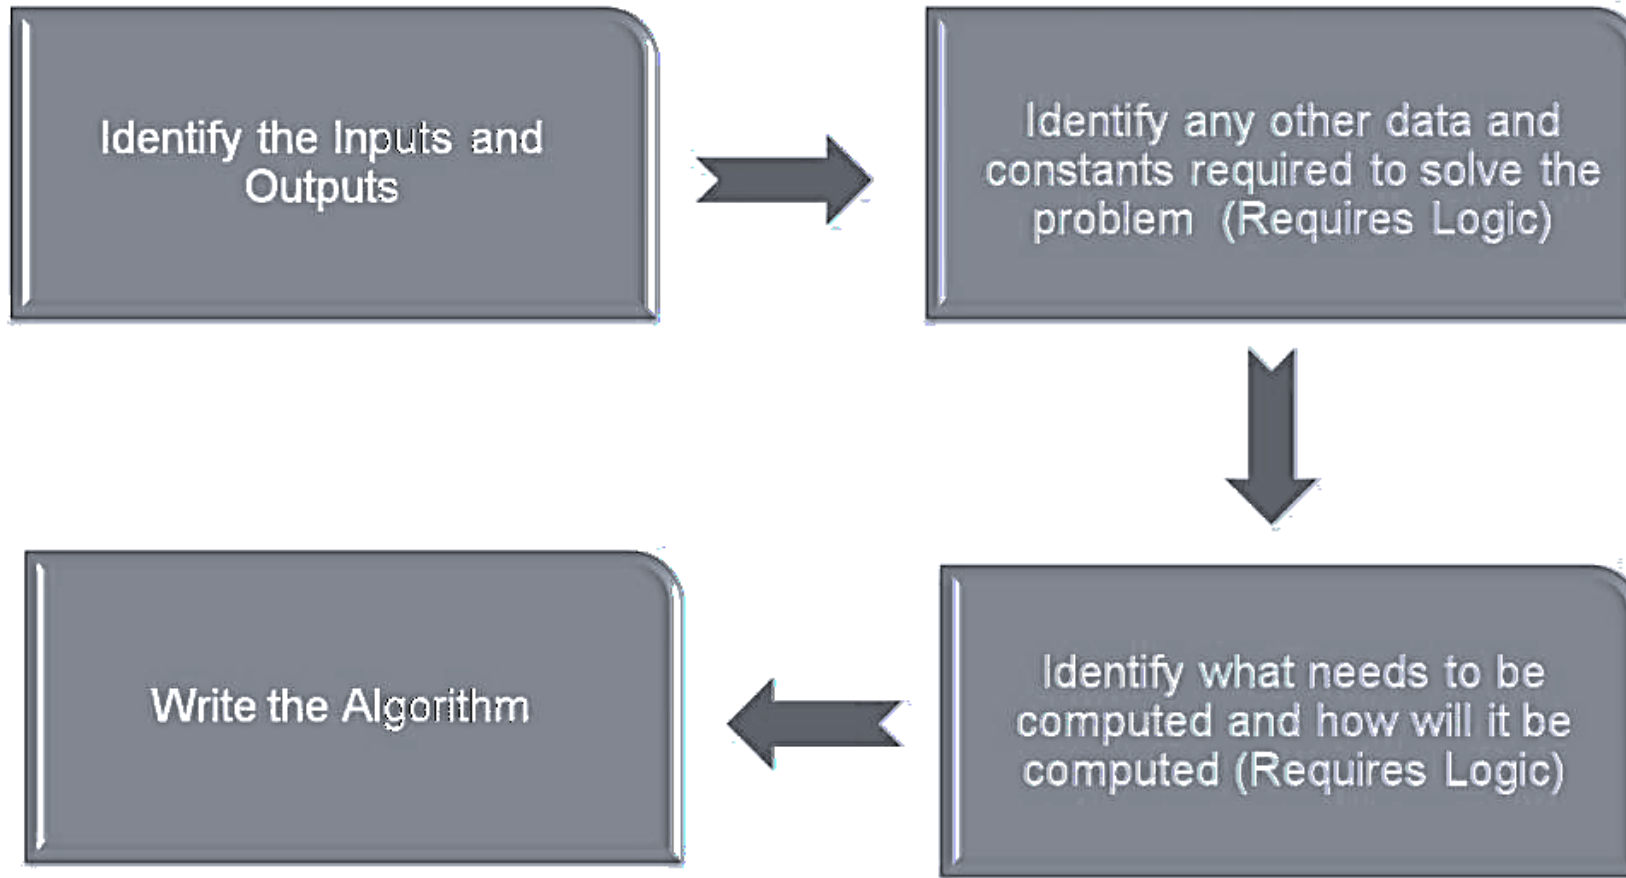 Identify the Inputs and
Outputs
Identify any other data and
constants required to solve the
problem (Requires Logic)
Identify what needs to be
computed and how will it be
computed (Requires Logic)
Write the Algorithm